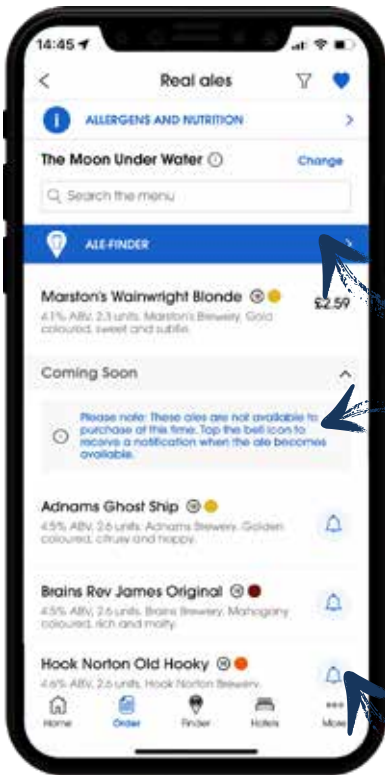 14:45
Real ales
ALLERGENS AND NUTRITION
The Moon Under Water
Change
Search the menu
ALE-FINDER
Marston's Wainwright Blonde £2.59
4.1% ABV, 2.3 units. Marston's Brewery. Gold
coloured, sweet and subtle.
Coming Soon
Please note: These ales are not available to
purchase at this time. Tap the bell icon to
receive a notification when the ale becomes
available.
Adnams Ghost Ship
4.5% ABV, 2.6 units. Adnams Brewery. Golden
coloured, citrusy and hoppy.
Brains Rev James Original
4.5% ABV, 2.6 units. Brains Brewery. Mahogany
coloured, rich and malty.
Hook Norton Old Hooky
4.6% ABV, 2.6 units. Hook Norton Brewery.
Home Order Finder Hotels More